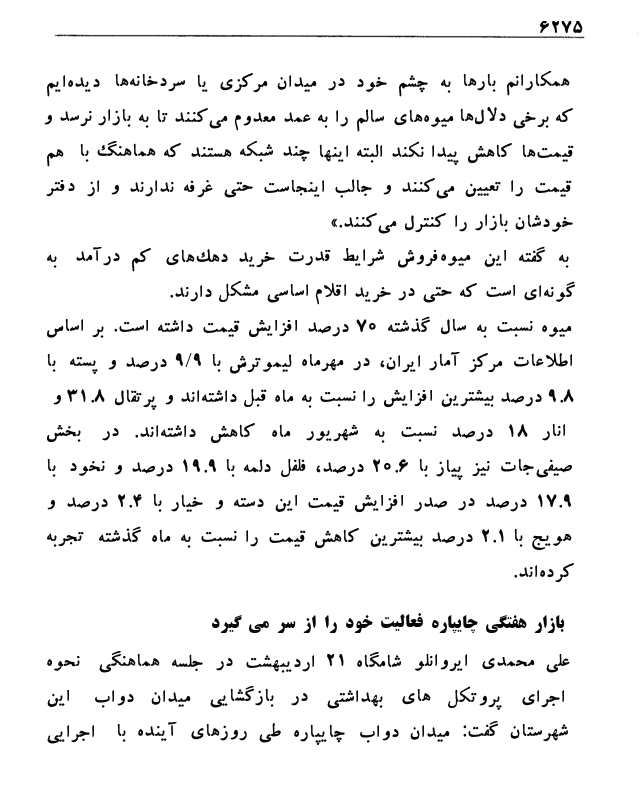 ۶۲۷۵
همکارانم بارها به چشم خود در میدان مرکزی یا سردخانه‌ها دیده‌ایم
که برخی دلال‌ها میوه‌های سالم را به عمد معدوم می‌کنند تا به بازار نرسد و
قیمت‌ها کاهش پیدا نکند البته اینها چند شبکه هستند که هماهنگ با هم
قیمت را تعیین می‌کنند و جالب اینجاست حتی غرفه ندارند و از دفتر
خودشان بازار را کنترل می‌کنند.»
به گفته این میوه‌فروش شرایط قدرت خرید دهک‌های کم درآمد به
گونه‌ای است که حتی در خرید اقلام اساسی مشکل دارند.
میوه نسبت به سال گذشته ۷۰ درصد افزایش قیمت داشته است. بر اساس
اطلاعات مرکز آمار ایران، در مهرماه لیموترش با ۹/۹ درصد و پسته با
۹.۸ درصد بیشترین افزایش را نسبت به ماه قبل داشته‌اند و پرتقال ۳۱.۸ و
انار ۱۸ درصد نسبت به شهریور ماه کاهش داشته‌اند. در بخش
صیفی‌جات نیز پیاز با ۲۰.۶ درصد، فلفل دلمه با ۱۹.۹ درصد و نخود با
۱۷.۹ درصد در صدر افزایش قیمت این دسته و خیار با ۲.۴ درصد و
هویج با ۲.۱ درصد بیشترین کاهش قیمت را نسبت به ماه گذشته تجربه
کرده‌اند.
بازار هفتگی چایپاره فعالیت خود را از سر می گیرد
علی محمدی ایروانلو شامگاه ۲۱ اردیبهشت در جلسه هماهنگی نحوه
اجرای پروتکل های بهداشتی در بازگشایی میدان دواب این
شهرستان گفت: میدان دواب چایپاره طی روزهای آینده با اجرایی